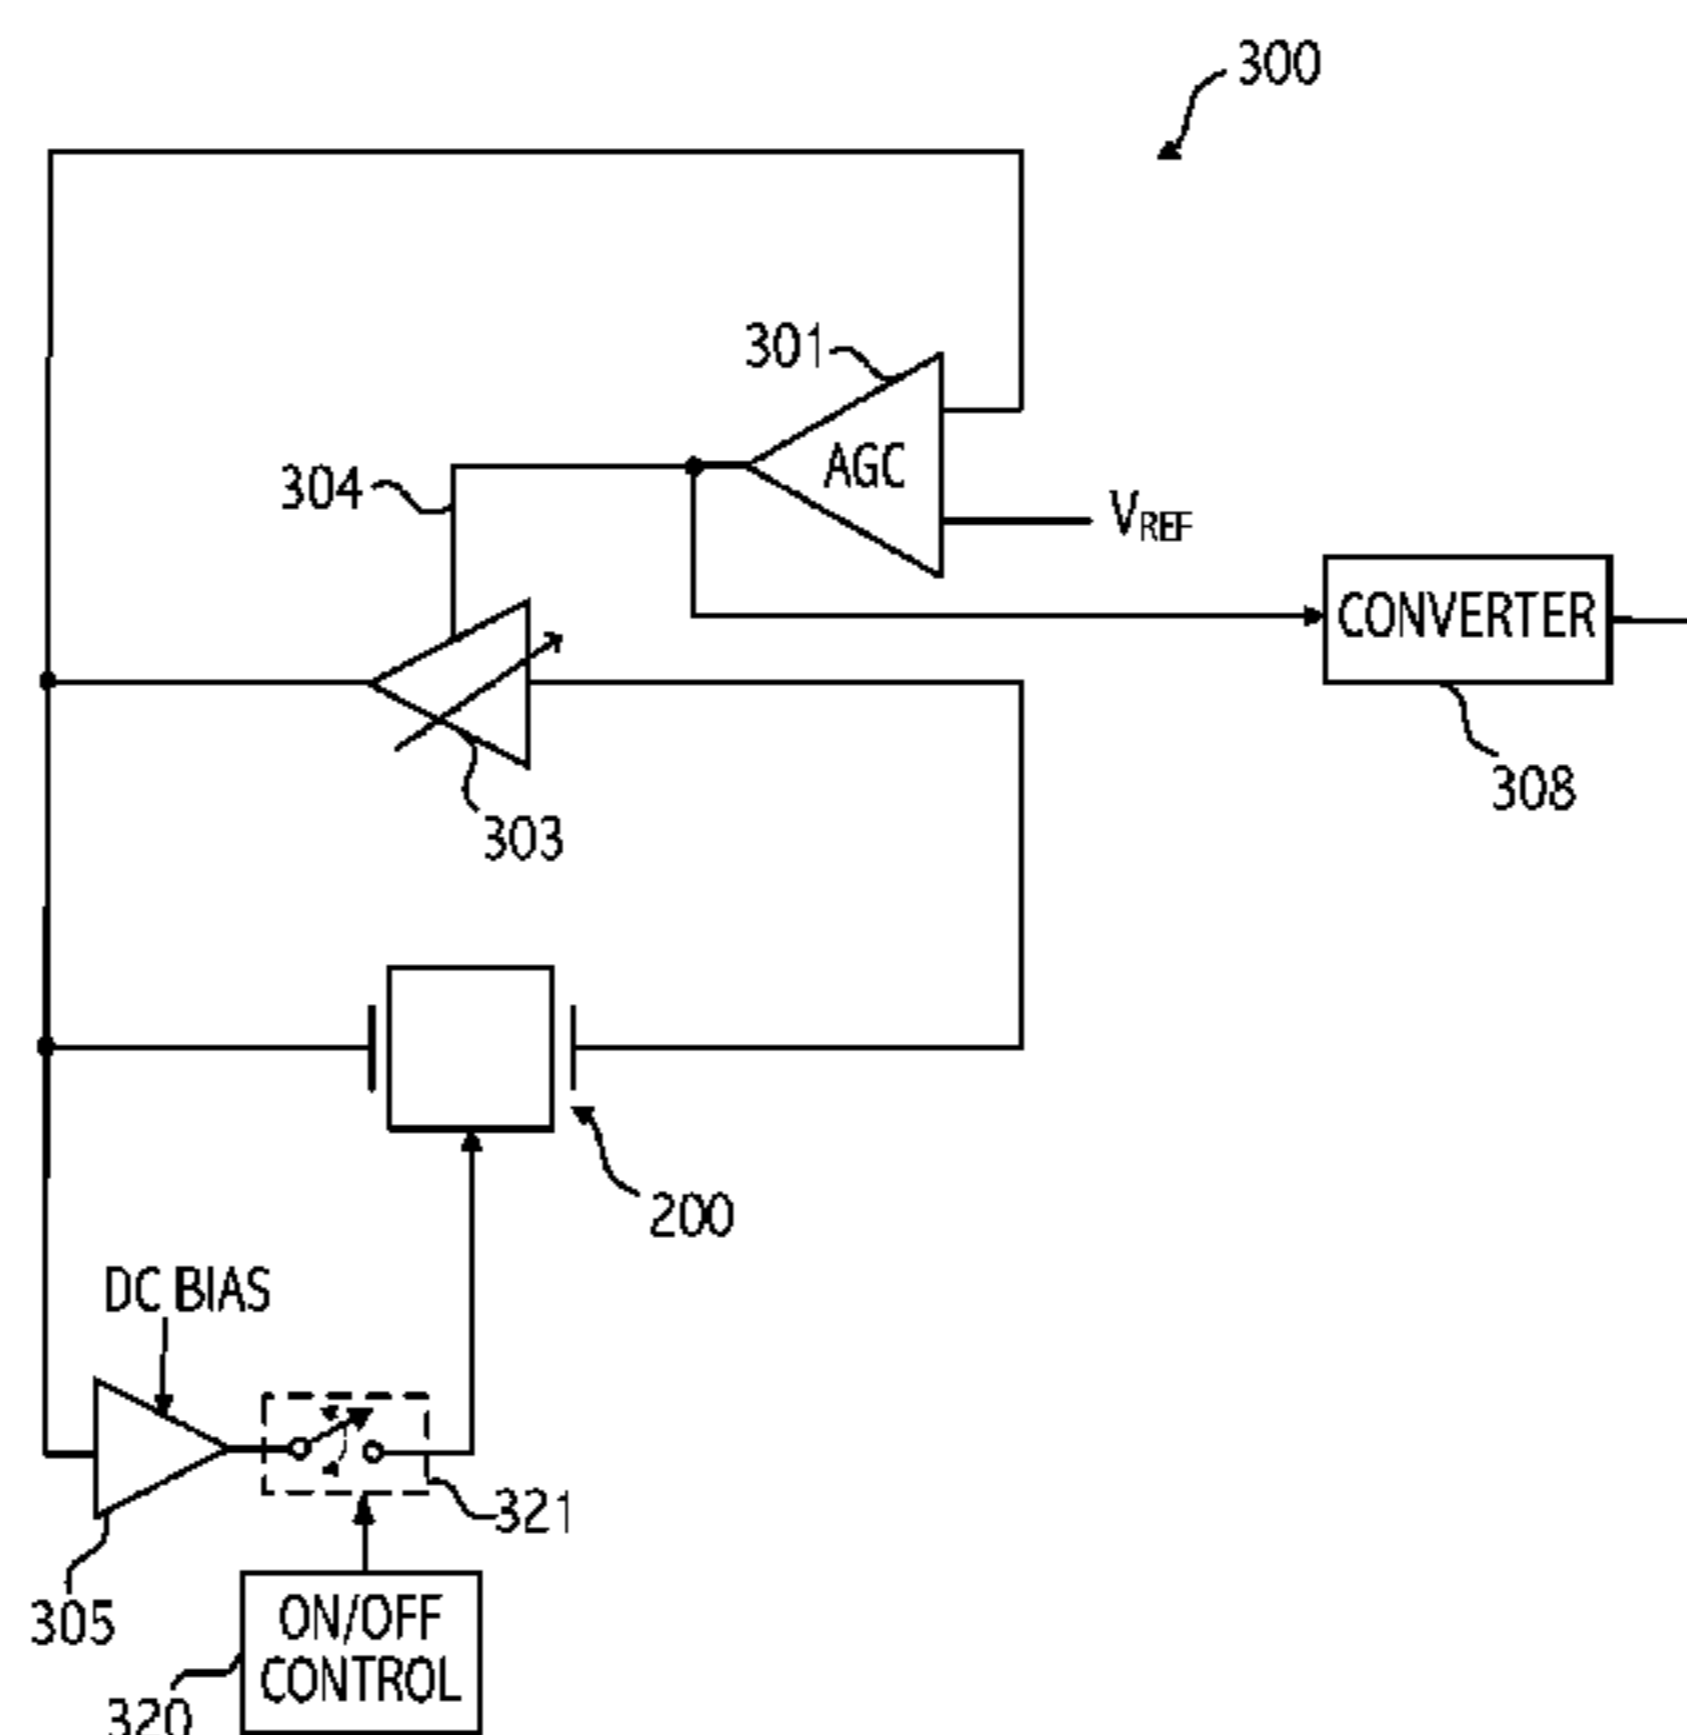 300
301
AGC
304
VREF
CONVERTER
308
303
200
DC BIAS
321
305
ON/OFF
CONTROL
320